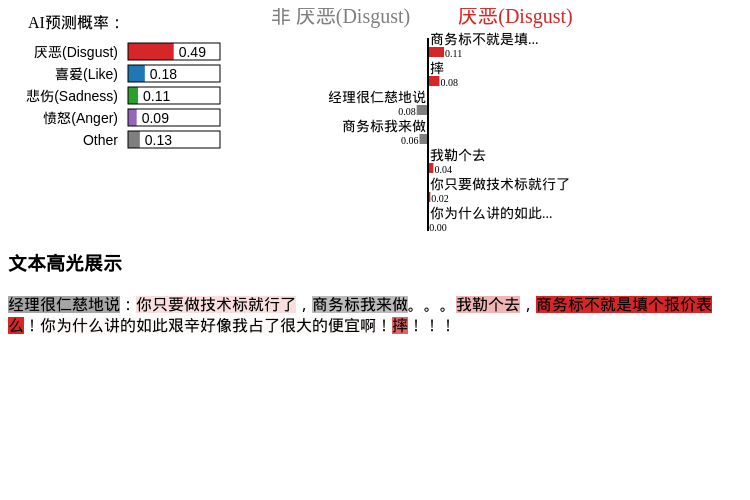 AI预测概率：
厌恶(Disgust) 0.49
喜爱(Like) 0.18
悲伤(Sadness) 0.11
愤怒(Anger) 0.09
Other 0.13
非 厌恶(Disgust) 厌恶(Disgust)
商务标不就是填...
0.11
摔
0.08
经理很仁慈地说
0.08
商务标我来做
0.06
我勒个去
0.04
你只要做技术标就行了
0.02
你为什么讲的如此...
0.00
文本高光展示
经理很仁慈地说：你只要做技术标就行了，商务标我来做。。。我勒个去，商务标不就是填个报价表
么！你为什么讲的如此艰辛好像我占了很大的便宜啊！摔！！！